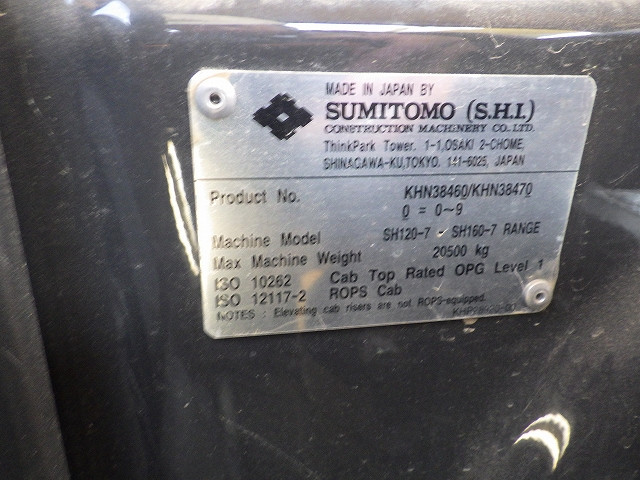 MADE IN JAPAN BY
SUMITOMO (S.H.I.)
CONSTRUCTION MACHINERY CO., LTD.
ThinkPark Tower, 1-1,OSAKI 2-CHOME,
SHINAGAWA-KU,TOKYO, 141-6025, JAPAN
Product No. KHN38460/KHN38470
0 = 0~9
Machine Model SH120-7 ~ SH160-7 RANGE
Max Machine Weight 20500 kg
ISO 10262 Cab Top Rated OPG Level 1
ISO 12117-2 ROPS Cab
NOTES : Elevating cab risers are not ROPS-equipped.